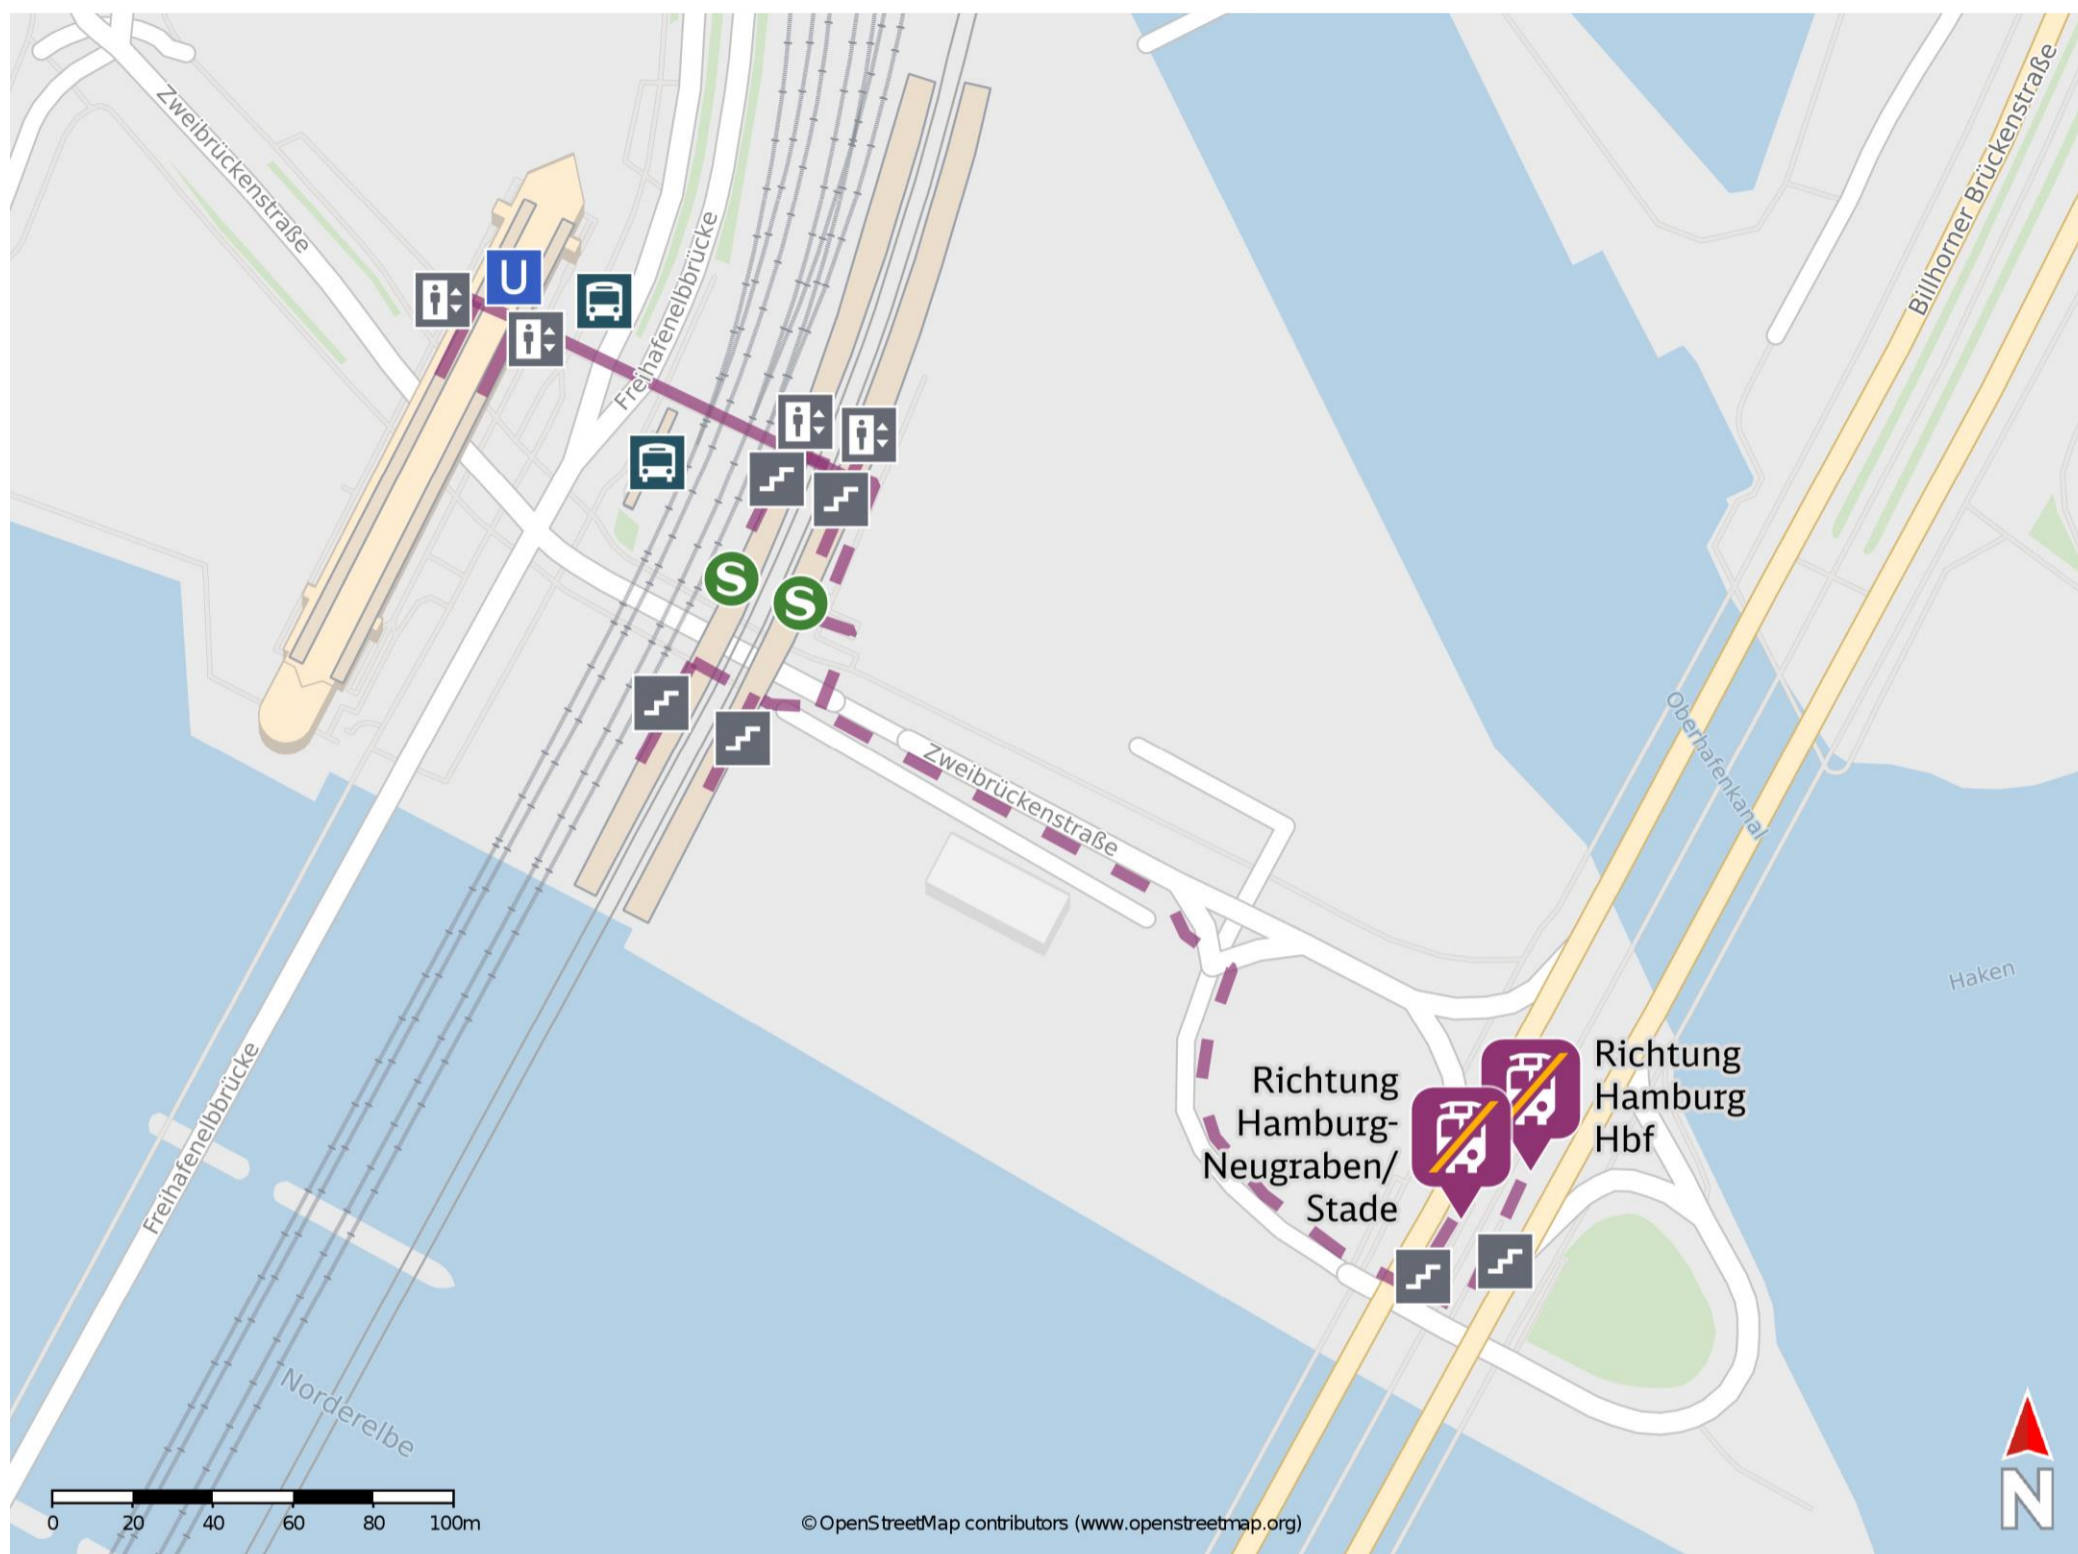 Zweibrückenstraße
Billhorner Brückenstraße
U
Freihafenelbbrücke
S
S
Oberhafenkanal
Zweibrückenstraße
Haken
Richtung
Hamburg
Hbf
Richtung
Hamburg-
Neugraben/
Stade
Freihafenelbbrücke
Norderelbe
N
0 20 40 60 80 100m
© OpenStreetMap contributors (www.openstreetmap.org)